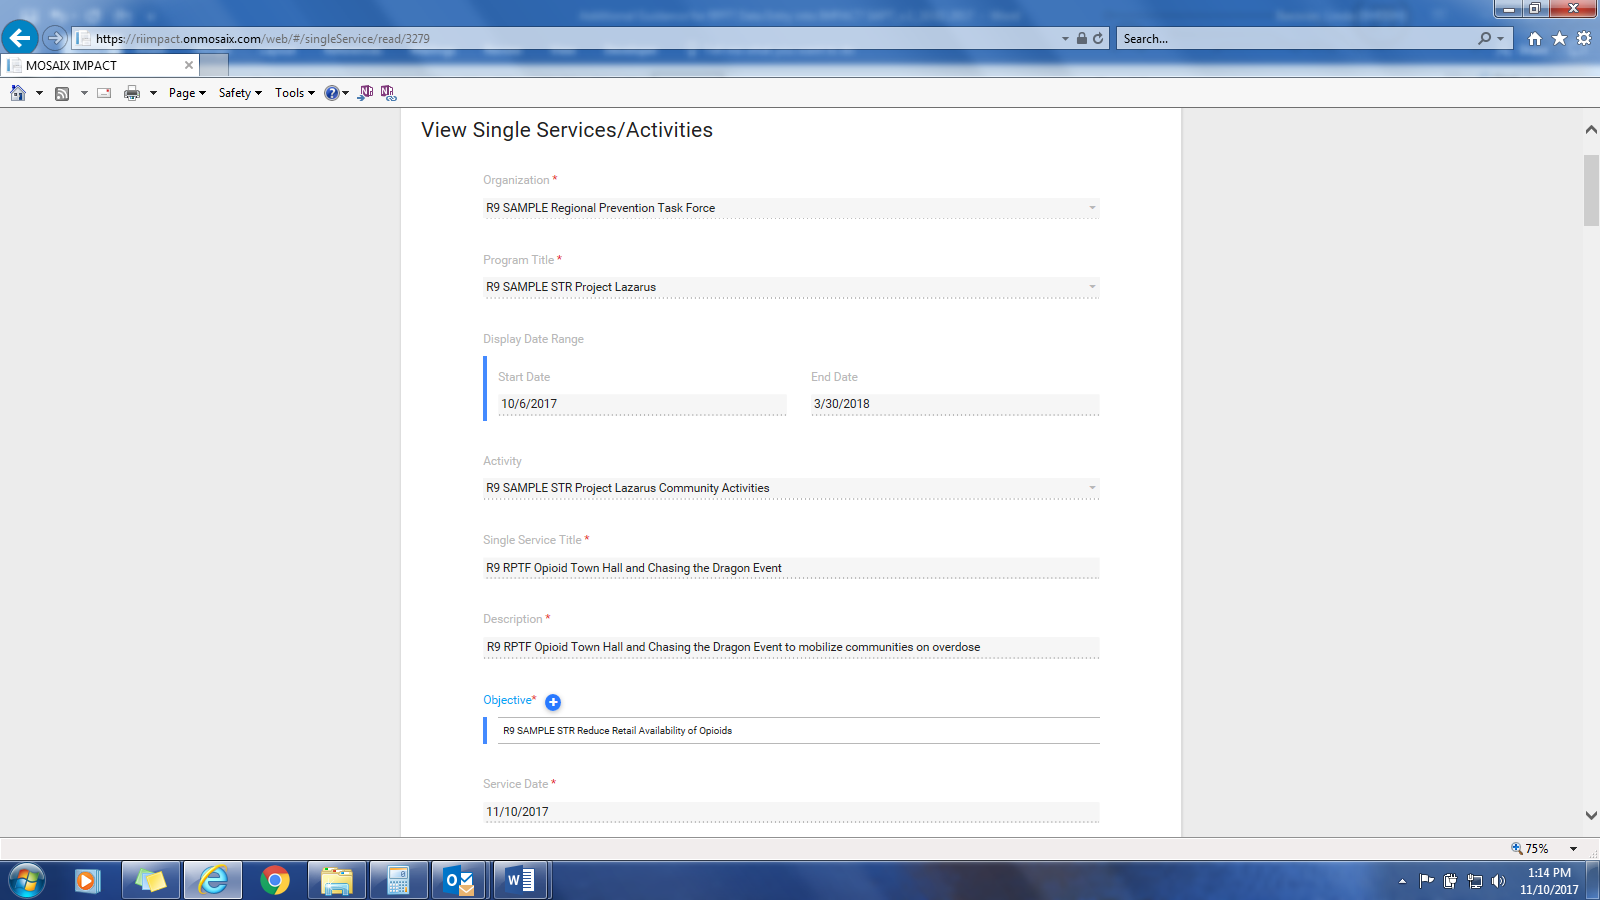 https://riimpact.onmosaix.com/web/#/singleService/read/3279
Search...
MOSAIX IMPACT
Page
Safety
Tools
View Single Services/Activities
Organization *
R9 SAMPLE Regional Prevention Task Force
Program Title *
R9 SAMPLE STR Project Lazarus
Display Date Range
Start Date
End Date
10/6/2017
3/30/2018
Activity
R9 SAMPLE STR Project Lazarus Community Activities
Single Service Title *
R9 RPTF Opioid Town Hall and Chasing the Dragon Event
Description *
R9 RPTF Opioid Town Hall and Chasing the Dragon Event to mobilize communities on overdose
Objective*
R9 SAMPLE STR Reduce Retail Availability of Opioids
Service Date *
11/10/2017
75%
1:14 PM
11/10/2017